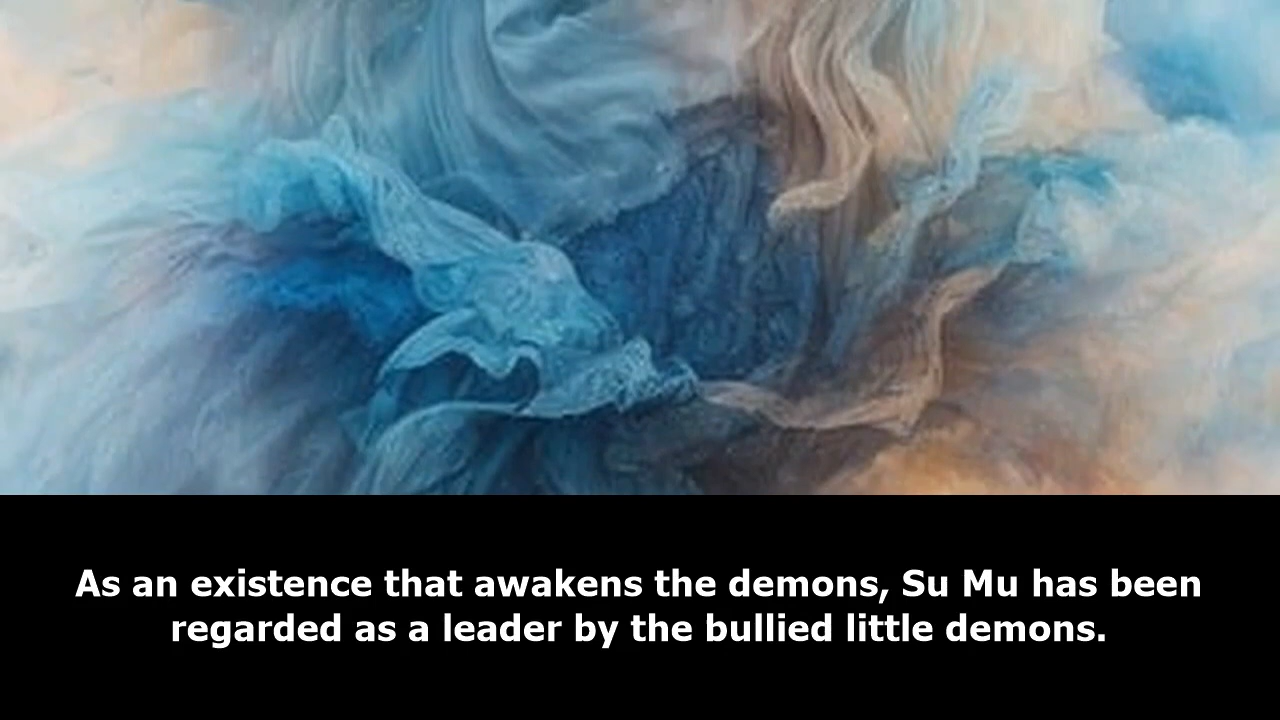 As an existence that awakens the demons, Su Mu has been
regarded as a leader by the bullied little demons.